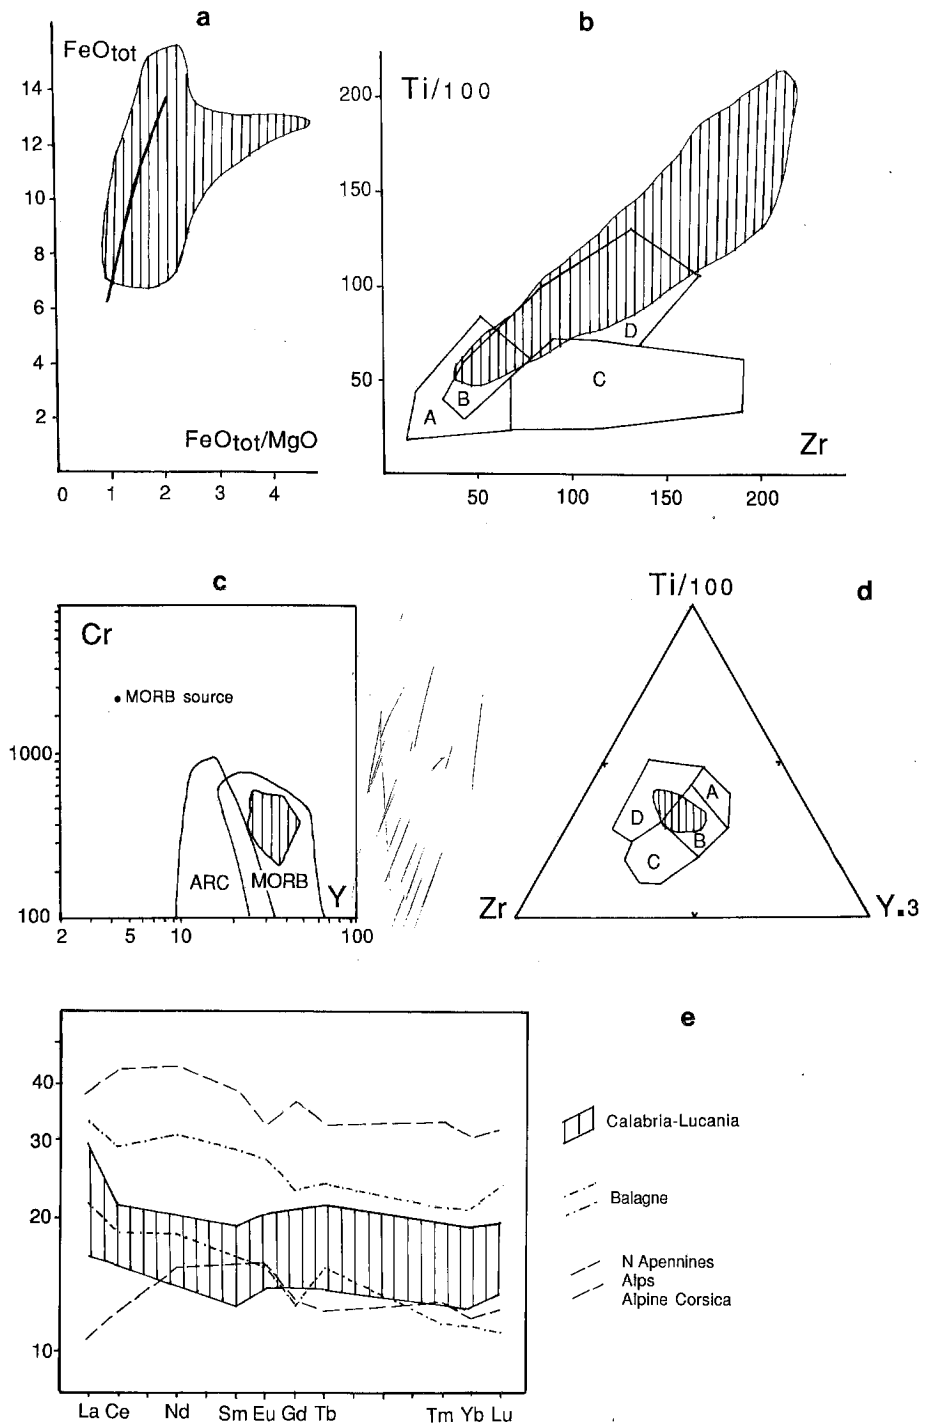 a
FeOtot
14
12
10
8
6
4
2
FeOtot/MgO
0 1 2 3 4
b
Ti/100
200
150
100
50
A
B
C
D
Zr
50 100 150 200
c
Cr
• MORB source
1000
100
ARC
MORB
Y
2 5 10 100
d
Ti/100
A
D
B
C
Zr
Y.3
e
40
30
20
10
La Ce Nd Sm Eu Gd Tb Tm Yb Lu
Calabria-Lucania
Balagne
N Apennines
Alps
Alpine Corsica